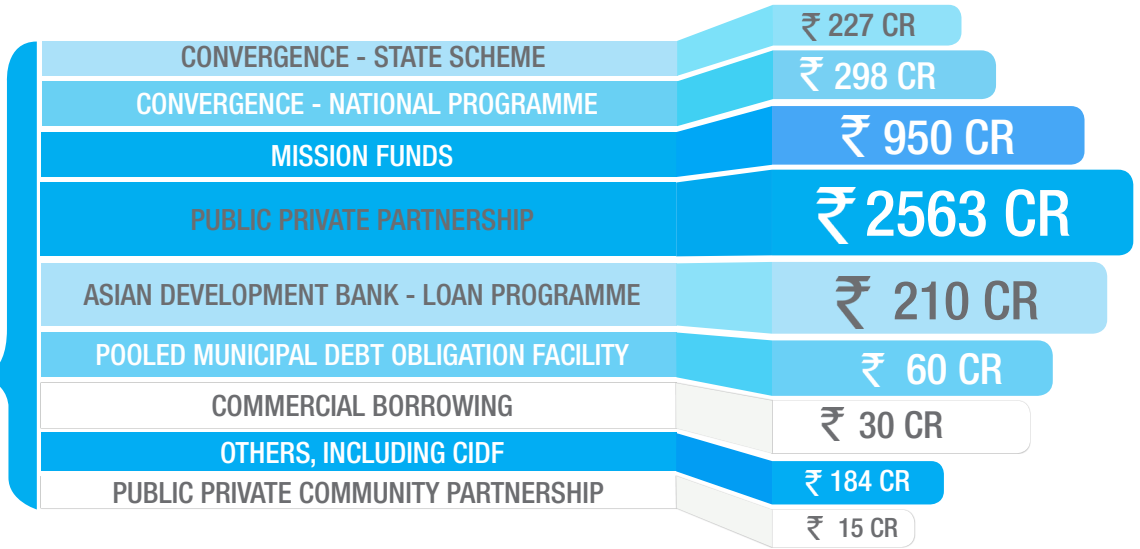 CONVERGENCE - STATE SCHEME ₹ 227 CR
CONVERGENCE - NATIONAL PROGRAMME ₹ 298 CR
MISSION FUNDS ₹ 950 CR
PUBLIC PRIVATE PARTNERSHIP ₹ 2563 CR
ASIAN DEVELOPMENT BANK - LOAN PROGRAMME ₹ 210 CR
POOLED MUNICIPAL DEBT OBLIGATION FACILITY ₹ 60 CR
COMMERCIAL BORROWING ₹ 30 CR
OTHERS, INCLUDING CIDF ₹ 184 CR
PUBLIC PRIVATE COMMUNITY PARTNERSHIP ₹ 15 CR